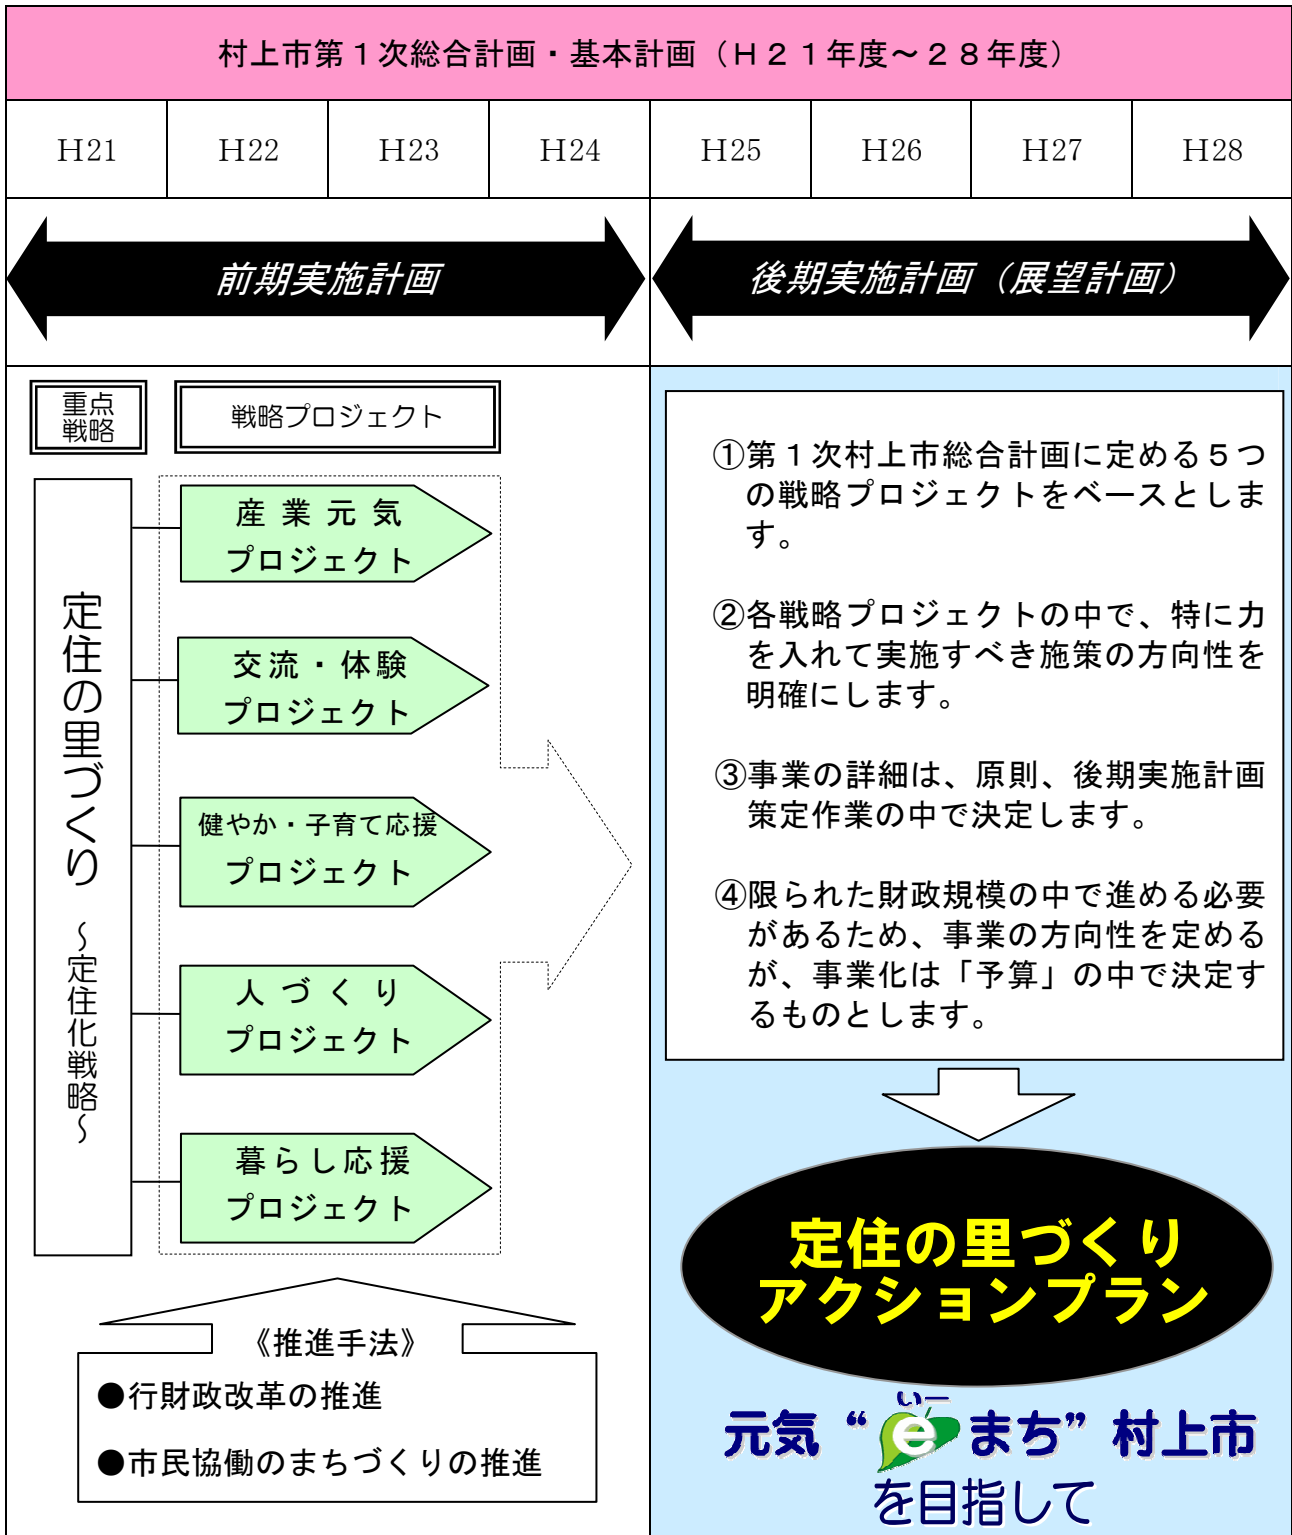 村上市第１次総合計画・基本計画（Ｈ２１年度～２８年度）
H21
H22
H23
H24
H25
H26
H27
H28
前期実施計画
後期実施計画（展望計画）
重点
戦略
戦略プロジェクト
定住の里づくり ～定住化戦略～
産業元気
プロジェクト
交流・体験
プロジェクト
健やか・子育て応援
プロジェクト
人づくり
プロジェクト
暮らし応援
プロジェクト
《推進手法》
●行財政改革の推進
●市民協働のまちづくりの推進
①第１次村上市総合計画に定める５つ
の戦略プロジェクトをベースとしま
す。
②各戦略プロジェクトの中で、特に力
を入れて実施すべき施策の方向性を
明確にします。
③事業の詳細は、原則、後期実施計画
策定作業の中で決定します。
④限られた財政規模の中で進める必要
があるため、事業の方向性を定める
が、事業化は「予算」の中で決定す
るものとします。
定住の里づくり
アクションプラン
いー
元気“eまち”村上市
を目指して